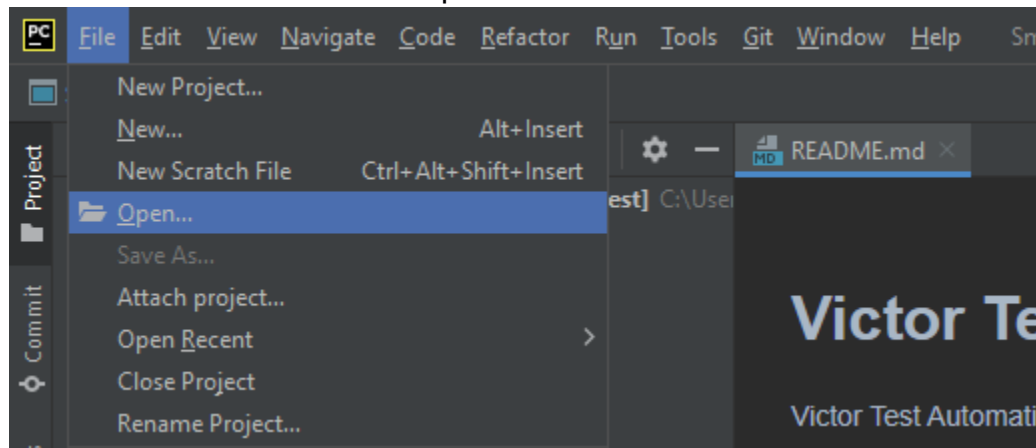 PC File Edit View Navigate Code Refactor Run Tools Git Window Help
New Project...
New... Alt+Insert
New Scratch File Ctrl+Alt+Shift+Insert
README.md
Project
Open...
est] C:\User
Save As...
Attach project...
Open Recent
Close Project
Rename Project...
Commit
Victor Te
Victor Test Automati